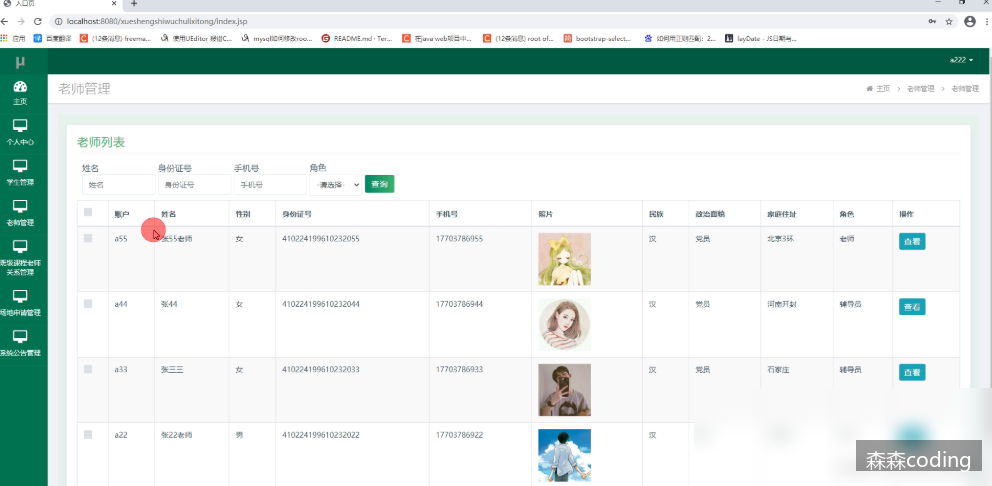 入口页
localhost:8080/xueshengshiwuchulixitong/index.jsp
应用 百度翻译 (12条消息) freema... 使用UEditor 报错C... mysql如何修改roo... README.md · Ter... 在java web项目中... (12条消息) root of... bootstrap-select... 如何用正则匹配: 2... layDate - JS日期与...
μ
a222
老师管理
主页 > 老师管理 > 老师管理
主页
个人中心
学生管理
老师管理
班级课程老师
关系管理
场地申请管理
系统公告管理
老师列表
姓名 身份证号 手机号 角色
姓名 身份证号 手机号 -请选择- 查询
账户 姓名 性别 身份证号 手机号 照片 民族 政治面貌 家庭住址 角色 操作
a55 张55老师 女 410224199610232055 17703786955 汉 党员 北京3环 老师 查看
a44 张44 女 410224199610232044 17703786944 汉 党员 河南开封 辅导员 查看
a33 张三三 女 410224199610232033 17703786933 汉 党员 石家庄 辅导员 查看
a22 张22老师 男 410224199610232022 17703786922 汉
森森coding